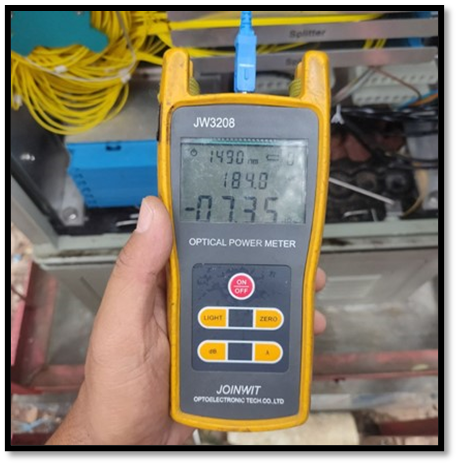 Splitter
JW3208
1490 nm
184.0
-07.35
OPTICAL POWER METER
ON
OFF
LIGHT
ZERO
dB
λ
JOINWIT
OPTOELECTRONIC TECH.CO.,LTD